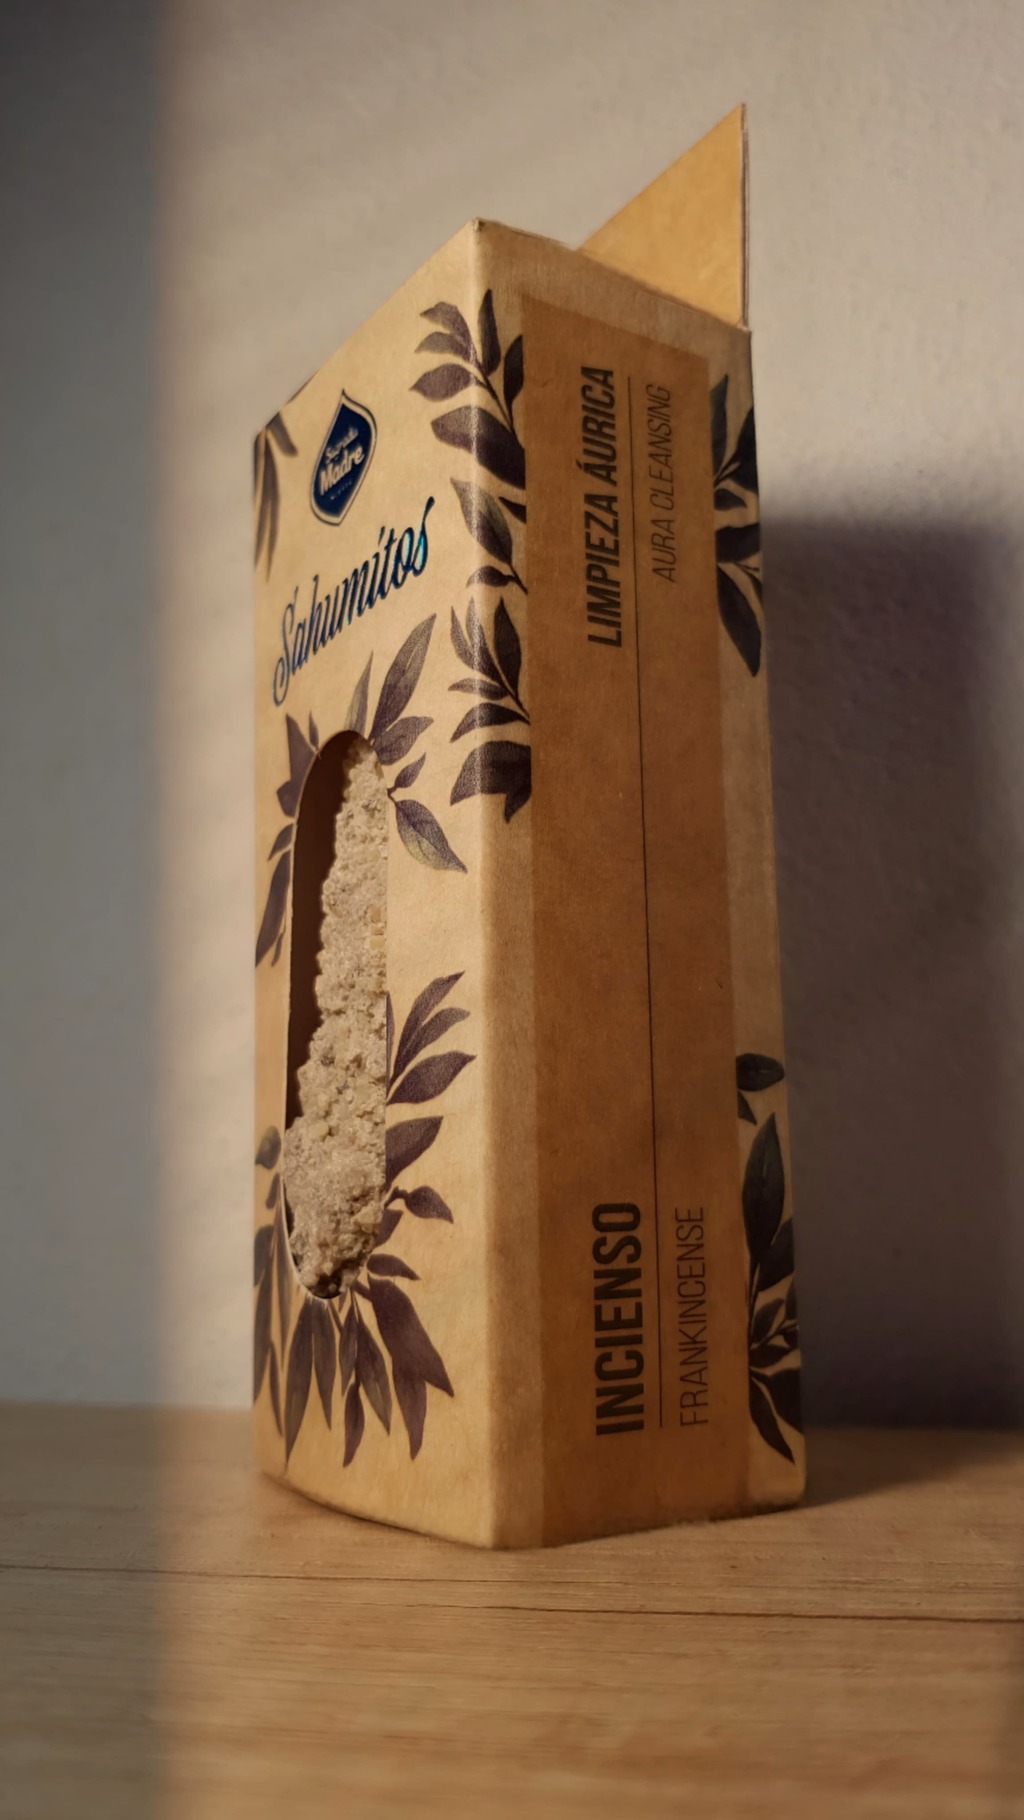 Sagrada
Madre
Sahumitos
LIMPIEZA ÁURICA
AURA CLEANSING
INCIENSO
FRANKINCENSE